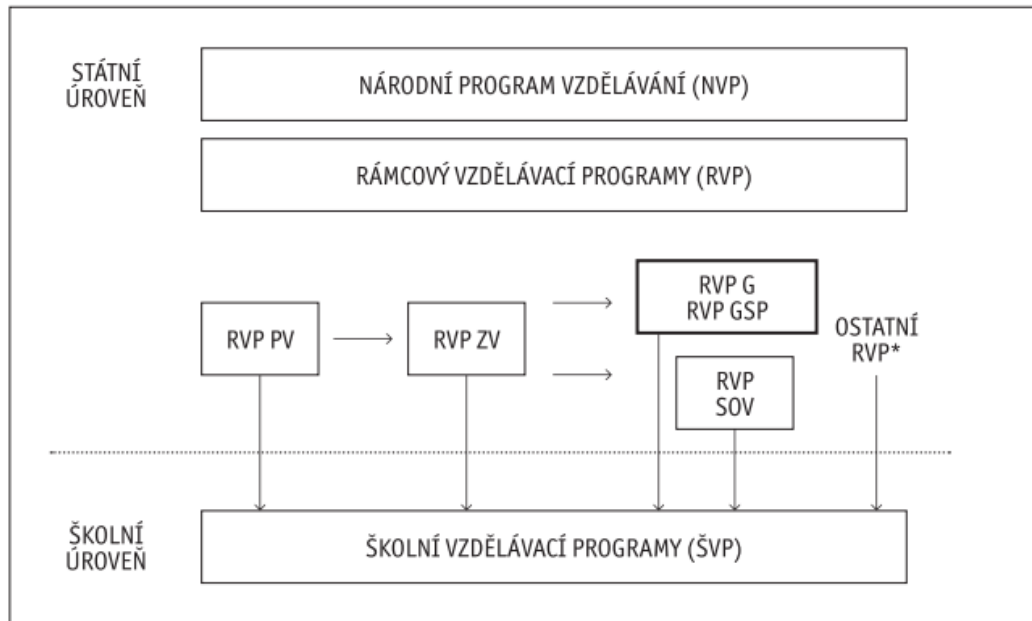 STÁTNÍ
ÚROVEŇ
NÁRODNÍ PROGRAM VZDĚLÁVÁNÍ (NVP)
RÁMCOVÝ VZDĚLÁVACÍ PROGRAMY (RVP)
RVP PV
RVP ZV
RVP G
RVP GSP
RVP
SOV
OSTATNÍ
RVP*
ŠKOLNÍ
ÚROVEŇ
ŠKOLNÍ VZDĚLÁVACÍ PROGRAMY (ŠVP)